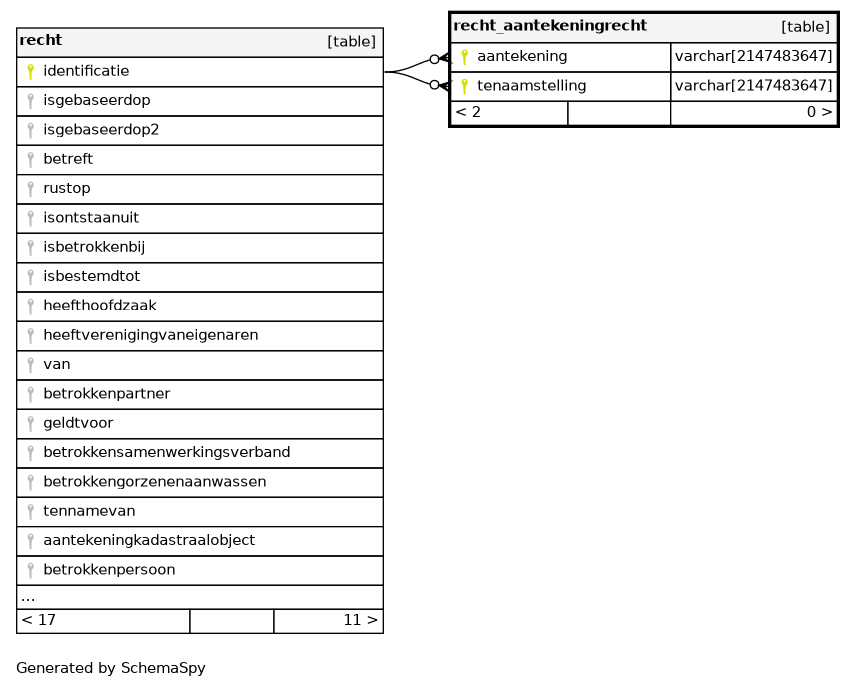 recht [table]
identificatie
isgebaseerdop
isgebaseerdop2
betreft
rustop
isontstaanuit
isbetrokkenbij
isbestemdtot
heefthoofdzaak
heeftverenigingvaneigenaren
van
betrokkenpartner
geldtvoor
betrokkensamenwerkingsverband
betrokkengorzenenaanwassen
tennamevan
aantekeningkadastraalobject
betrokkenpersoon
...
< 17 11 >
recht_aantekeningrecht [table]
aantekening varchar[2147483647]
tenaamstelling varchar[2147483647]
< 2 0 >
Generated by SchemaSpy